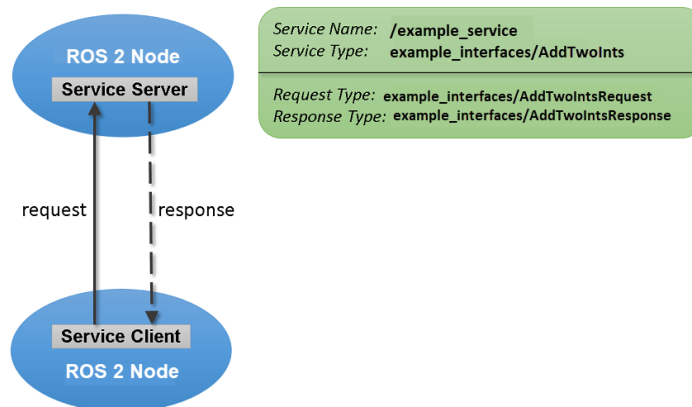 ROS 2 Node
Service Server
Service Name: /example_service
Service Type: example_interfaces/AddTwoInts
Request Type: example_interfaces/AddTwoIntsRequest
Response Type: example_interfaces/AddTwoIntsResponse
request
response
Service Client
ROS 2 Node